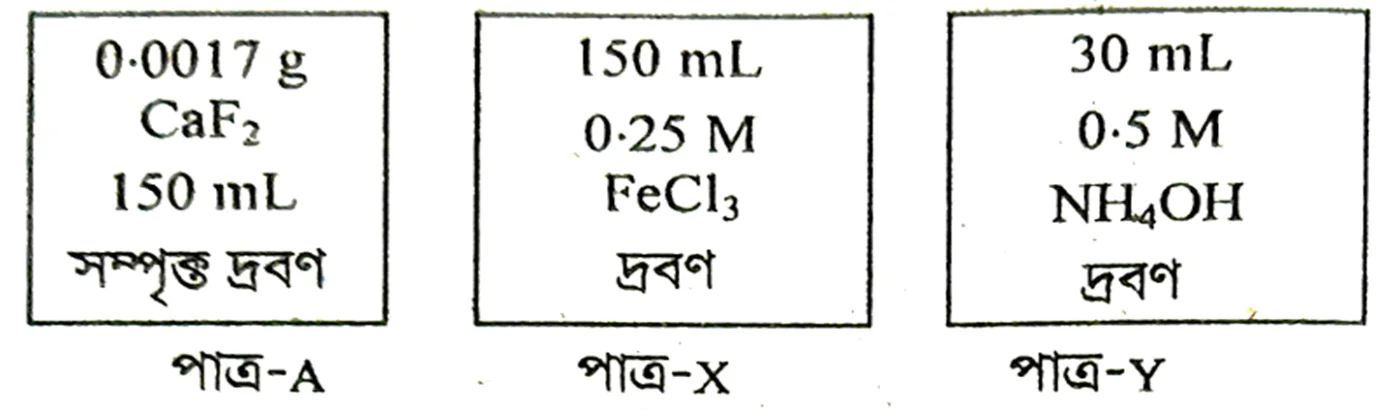 0·0017 g
CaF₂
150 mL
সম্পৃক্ত দ্রবণ
পাত্র-A
150 mL
0·25 M
FeCl₃
দ্রবণ
পাত্র-X
30 mL
0·5 M
NH₄OH
দ্রবণ
পাত্র-Y